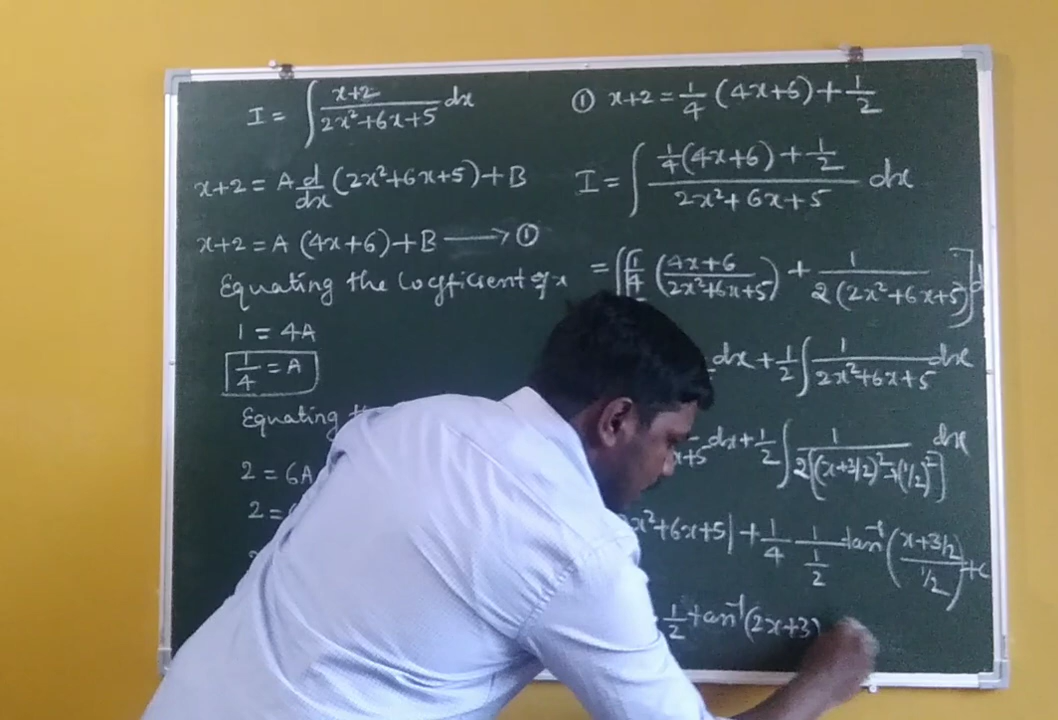 I = ∫ (x+2)/(2x²+6x+5) dx
x+2 = A d/dx (2x²+6x+5) + B
x+2 = A (4x+6) + B ⟶ ①
Equating the Coefficient of x
1 = 4A
1/4 = A
Equating
2 = 6A
2 =
① x+2 = 1/4 (4x+6) + 1/2
I = ∫ (1/4(4x+6) + 1/2)/(2x²+6x+5) dx
= ∫[1/4 ((4x+6)/(2x²+6x+5)) + 1/(2(2x²+6x+5))] d
dx + 1/2 ∫ 1/(2x²+6x+5) dx
x+5 dx + 1/2 ∫ 1/(2[(x+3/2)²+(1/2)²]) dx
x²+6x+5| + 1/4 1/(1/2) tan⁻¹((x+3/2)/(1/2)) + c
1/2 tan⁻¹(2x+3)